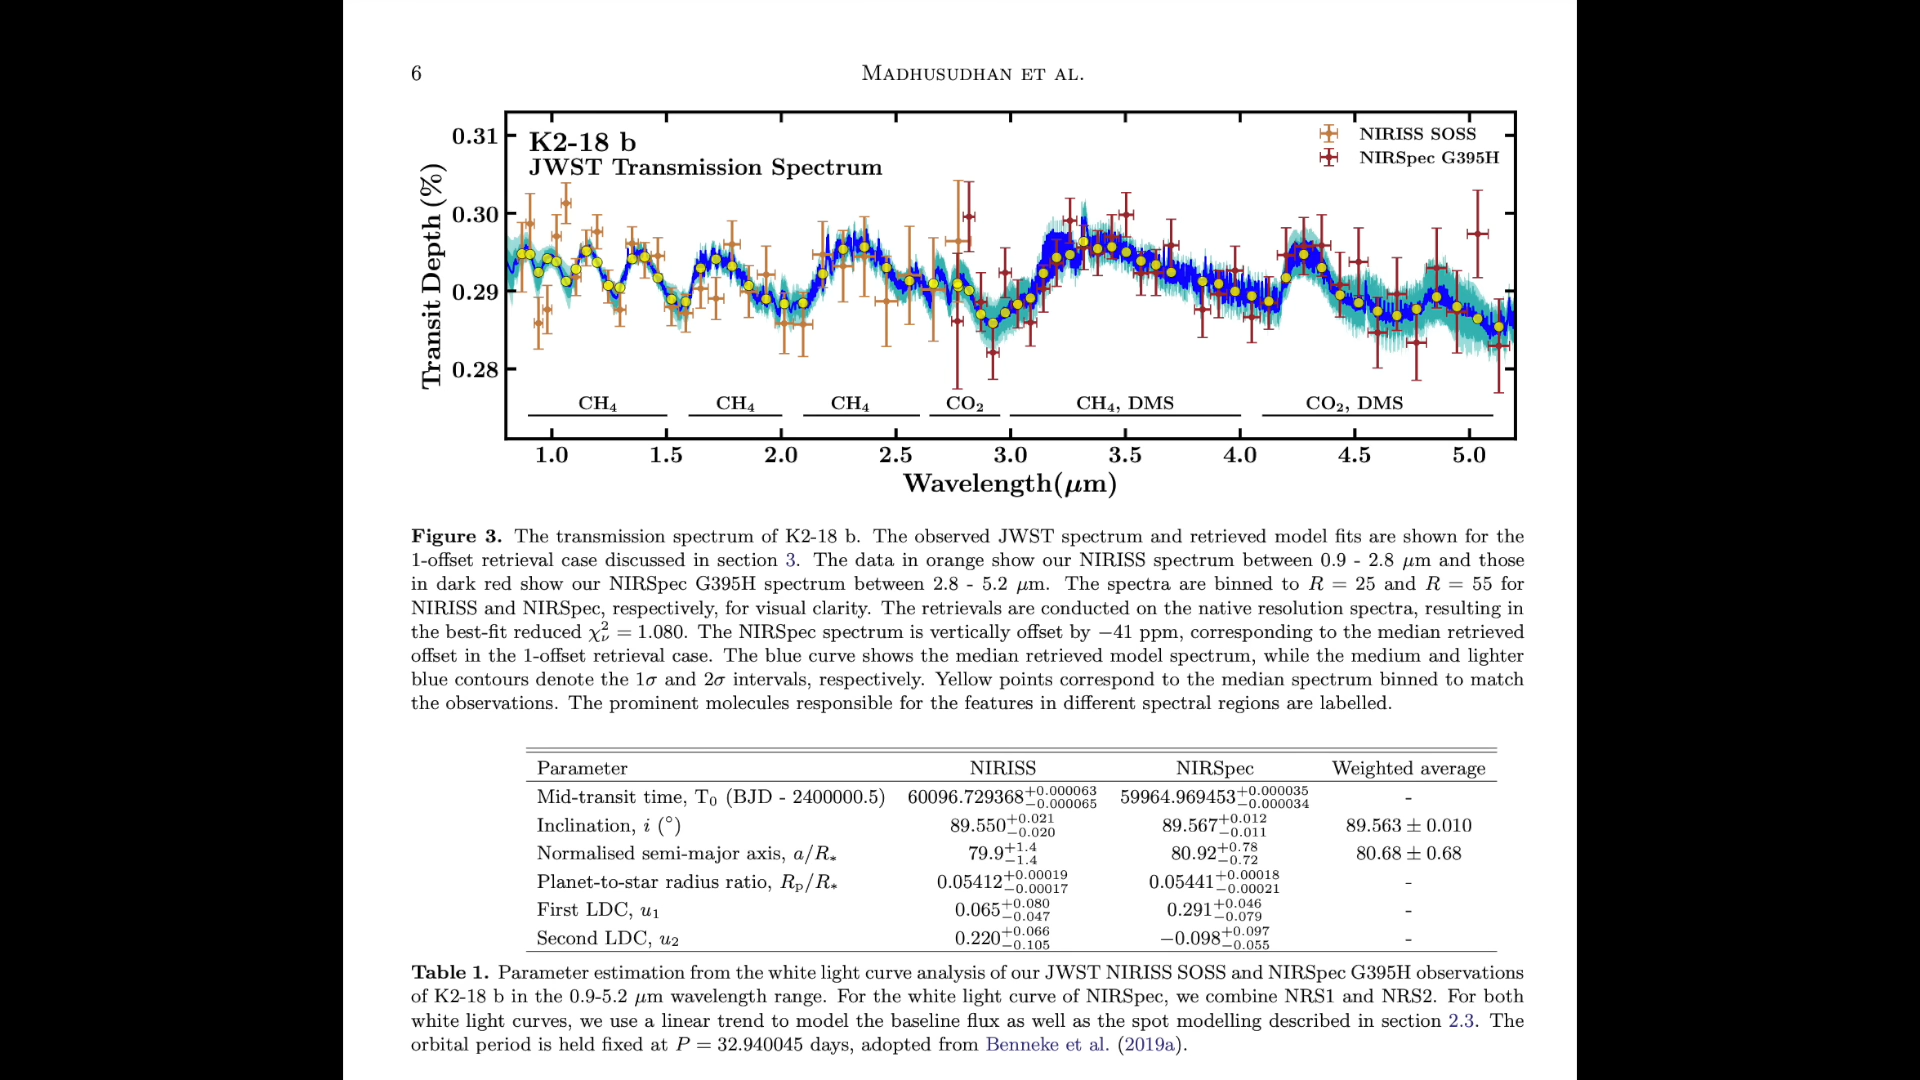 6
MADHUSUDHAN ET AL.
0.31
0.30
0.29
0.28
Transit Depth (%)
K2-18 b
JWST Transmission Spectrum
NIRISS SOSS
NIRSpec G395H
CH₄
CH₄
CH₄
CO₂
CH₄, DMS
CO₂, DMS
1.0 1.5 2.0 2.5 3.0 3.5 4.0 4.5 5.0
Wavelength(μm)
Figure 3. The transmission spectrum of K2-18 b. The observed JWST spectrum and retrieved model fits are shown for the
1-offset retrieval case discussed in section 3. The data in orange show our NIRISS spectrum between 0.9 - 2.8 μm and those
in dark red show our NIRSpec G395H spectrum between 2.8 - 5.2 μm. The spectra are binned to R = 25 and R = 55 for
NIRISS and NIRSpec, respectively, for visual clarity. The retrievals are conducted on the native resolution spectra, resulting in
the best-fit reduced χ²ᵥ = 1.080. The NIRSpec spectrum is vertically offset by −41 ppm, corresponding to the median retrieved
offset in the 1-offset retrieval case. The blue curve shows the median retrieved model spectrum, while the medium and lighter
blue contours denote the 1σ and 2σ intervals, respectively. Yellow points correspond to the median spectrum binned to match
the observations. The prominent molecules responsible for the features in different spectral regions are labelled.
Parameter NIRISS NIRSpec Weighted average
Mid-transit time, T₀ (BJD - 2400000.5) 60096.729368 +0.000063 −0.000065 59964.969453 +0.000035 −0.000034 -
Inclination, i (°) 89.550 +0.021 −0.020 89.567 +0.012 −0.011 89.563 ± 0.010
Normalised semi-major axis, a/R* 79.9 +1.4 −1.4 80.92 +0.78 −0.72 80.68 ± 0.68
Planet-to-star radius ratio, Rp/R* 0.05412 +0.00019 −0.00017 0.05441 +0.00018 −0.00021 -
First LDC, u₁ 0.065 +0.080 −0.047 0.291 +0.046 −0.079 -
Second LDC, u₂ 0.220 +0.066 −0.105 −0.098 +0.097 −0.055 -
Table 1. Parameter estimation from the white light curve analysis of our JWST NIRISS SOSS and NIRSpec G395H observations
of K2-18 b in the 0.9-5.2 μm wavelength range. For the white light curve of NIRSpec, we combine NRS1 and NRS2. For both
white light curves, we use a linear trend to model the baseline flux as well as the spot modelling described in section 2.3. The
orbital period is held fixed at P = 32.940045 days, adopted from Benneke et al. (2019a).